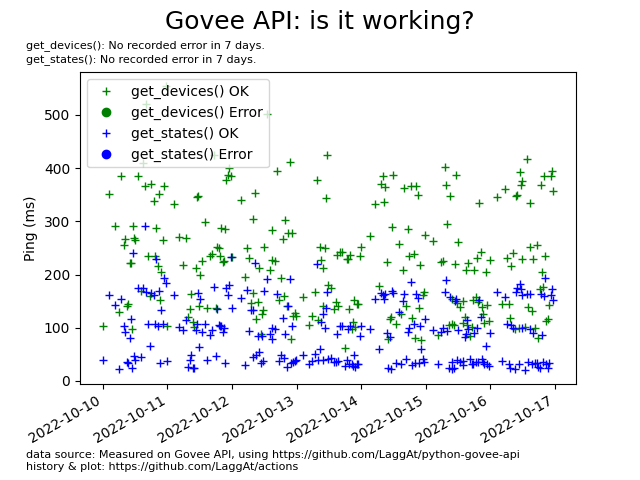 Govee API: is it working?
get_devices(): No recorded error in 7 days.
get_states(): No recorded error in 7 days.
get_devices() OK
get_devices() Error
get_states() OK
get_states() Error
Ping (ms)
500
400
300
200
100
0
2022-10-10
2022-10-11
2022-10-12
2022-10-13
2022-10-14
2022-10-15
2022-10-16
2022-10-17
data source: Measured on Govee API, using https://github.com/LaggAt/python-govee-api
history & plot: https://github.com/LaggAt/actions